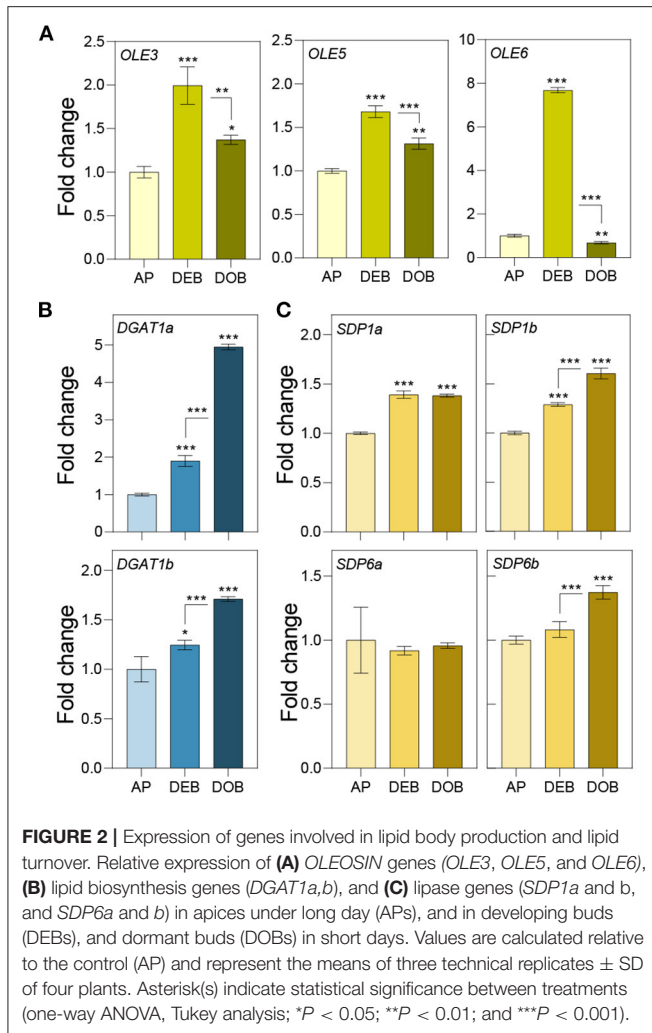 A
OLE3
OLE5
OLE6
Fold change
2.5
2.0
1.5
1.0
0.5
0.0
***
**
*
AP DEB DOB
2.5
2.0
1.5
1.0
0.5
0.0
***
***
**
AP DEB DOB
10
8
6
4
2
0
***
***
**
AP DEB DOB
B
DGAT1a
Fold change
5
4
2
1
0
***
***
***
AP DEB DOB
DGAT1b
Fold change
2.0
1.5
1.0
0.5
0.0
*
***
***
AP DEB DOB
C
SDP1a
SDP1b
Fold change
2.0
1.5
1.0
0.5
0.0
***
***
AP DEB DOB
***
***
***
AP DEB DOB
SDP6a
SDP6b
Fold change
1.5
1.0
0.5
0.0
AP DEB DOB
***
***
AP DEB DOB
FIGURE 2 | Expression of genes involved in lipid body production and lipid
turnover. Relative expression of (A) OLEOSIN genes (OLE3, OLE5, and OLE6),
(B) lipid biosynthesis genes (DGAT1a,b), and (C) lipase genes (SDP1a and b,
and SDP6a and b) in apices under long day (APs), and in developing buds
(DEBs), and dormant buds (DOBs) in short days. Values are calculated relative
to the control (AP) and represent the means of three technical replicates ± SD
of four plants. Asterisk(s) indicate statistical significance between treatments
(one-way ANOVA, Tukey analysis; *P < 0.05; **P < 0.01; and ***P < 0.001).